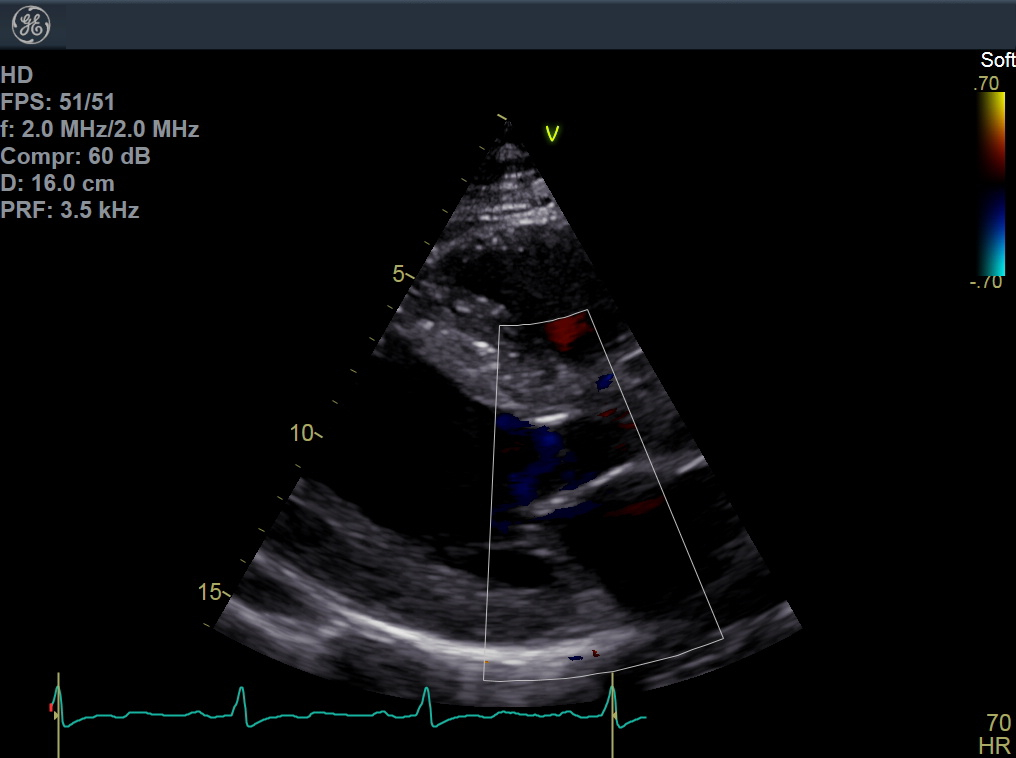 GE
HD
FPS: 51/51
f: 2.0 MHz/2.0 MHz
Compr: 60 dB
D: 16.0 cm
PRF: 3.5 kHz
V
Soft
.70
-.70
5
10
15
70
HR